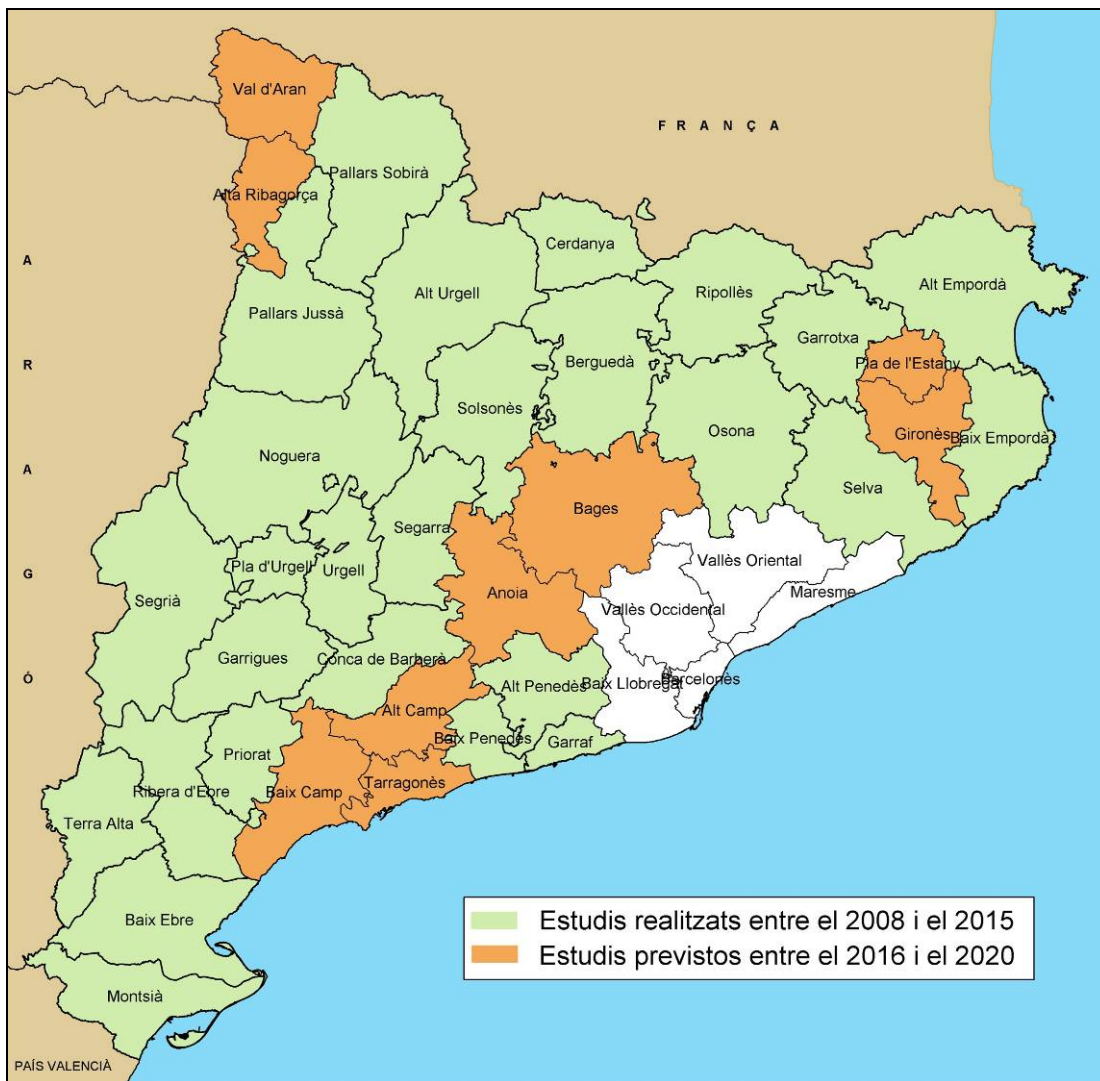 Val d'Aran
F R A N Ç A
Pallars Sobirà
Alta Ribagorça
Cerdanya
A R A G Ó
Ripollès
Alt Empordà
Alt Urgell
Pallars Jussà
Garrotxa
Berguedà
Pla de l'Estany
Solsonès
Osona
Gironès
Baix Empordà
Noguera
Selva
Bages
Segarra
Vallès Oriental
Pla d'Urgell
Urgell
Maresme
Anoia
Segrià
Vallès Occidental
Garrigues
Conca de Barberà
Barcelonès
Alt Penedès
Baix Llobregat
Alt Camp
Baix Penedès
Garraf
Priorat
Tarragonès
Ribera d'Ebre
Baix Camp
Terra Alta
Baix Ebre
Estudis realitzats entre el 2008 i el 2015
Estudis previstos entre el 2016 i el 2020
Montsià
PAÍS VALENCIÀ